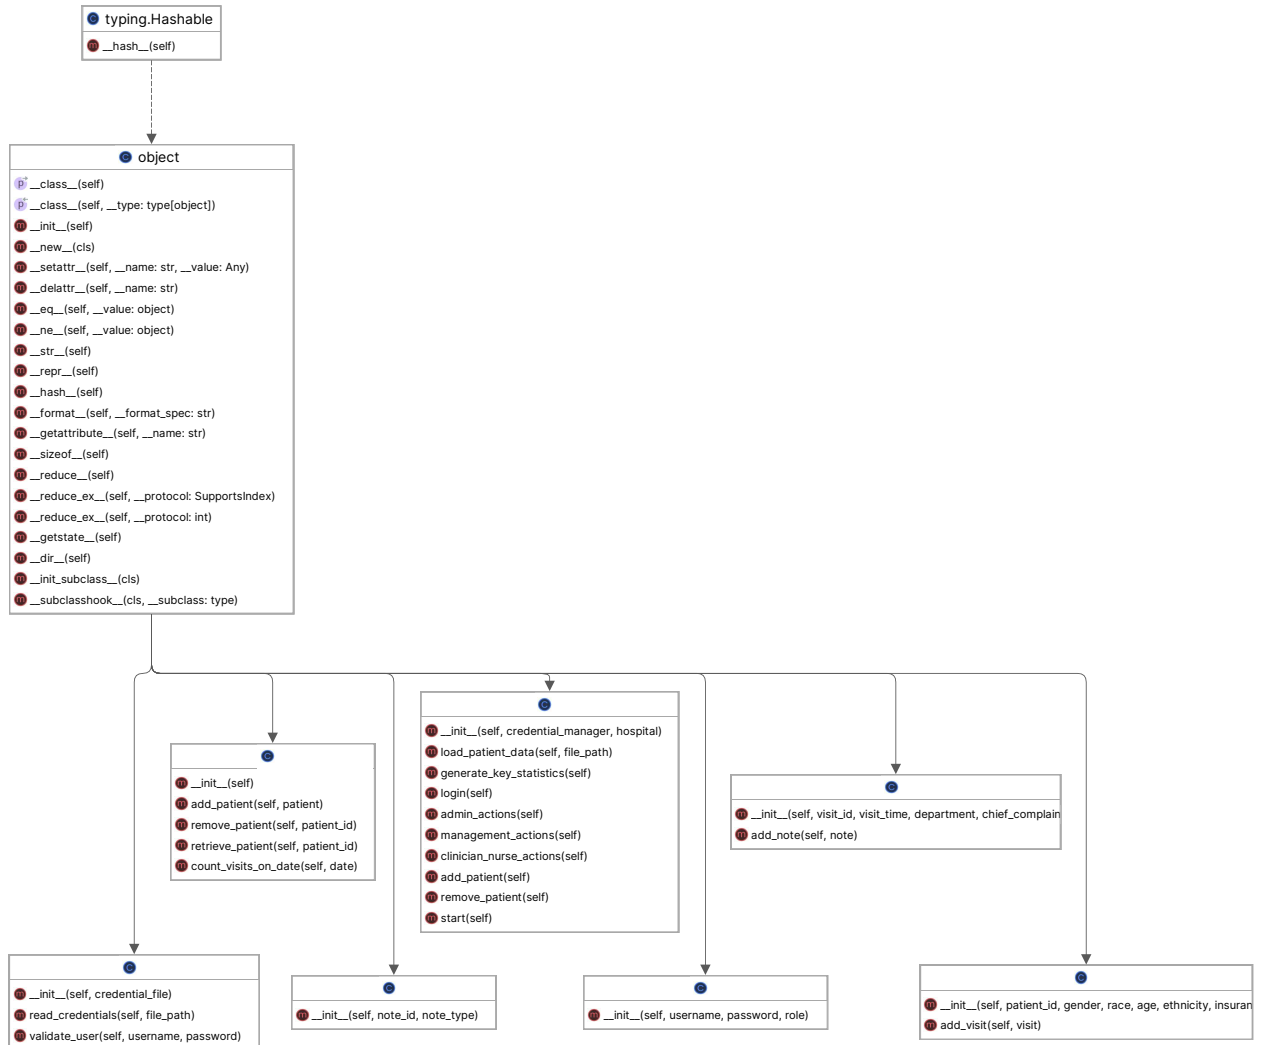 typing.Hashable
__hash__(self)
object
__class__(self)
__class__(self, __type: type[object])
__init__(self)
__new__(cls)
__setattr__(self, __name: str, __value: Any)
__delattr__(self, __name: str)
__eq__(self, __value: object)
__ne__(self, __value: object)
__str__(self)
__repr__(self)
__hash__(self)
__format__(self, __format_spec: str)
__getattribute__(self, __name: str)
__sizeof__(self)
__reduce__(self)
__reduce_ex__(self, __protocol: SupportsIndex)
__reduce_ex__(self, __protocol: int)
__getstate__(self)
__dir__(self)
__init_subclass__(cls)
__subclasshook__(cls, __subclass: type)
__init__(self)
add_patient(self, patient)
remove_patient(self, patient_id)
retrieve_patient(self, patient_id)
count_visits_on_date(self, date)
__init__(self, credential_manager, hospital)
load_patient_data(self, file_path)
generate_key_statistics(self)
login(self)
admin_actions(self)
management_actions(self)
clinician_nurse_actions(self)
add_patient(self)
remove_patient(self)
start(self)
__init__(self, visit_id, visit_time, department, chief_complain
add_note(self, note)
__init__(self, credential_file)
read_credentials(self, file_path)
validate_user(self, username, password)
__init__(self, note_id, note_type)
__init__(self, username, password, role)
__init__(self, patient_id, gender, race, age, ethnicity, insuran
add_visit(self, visit)